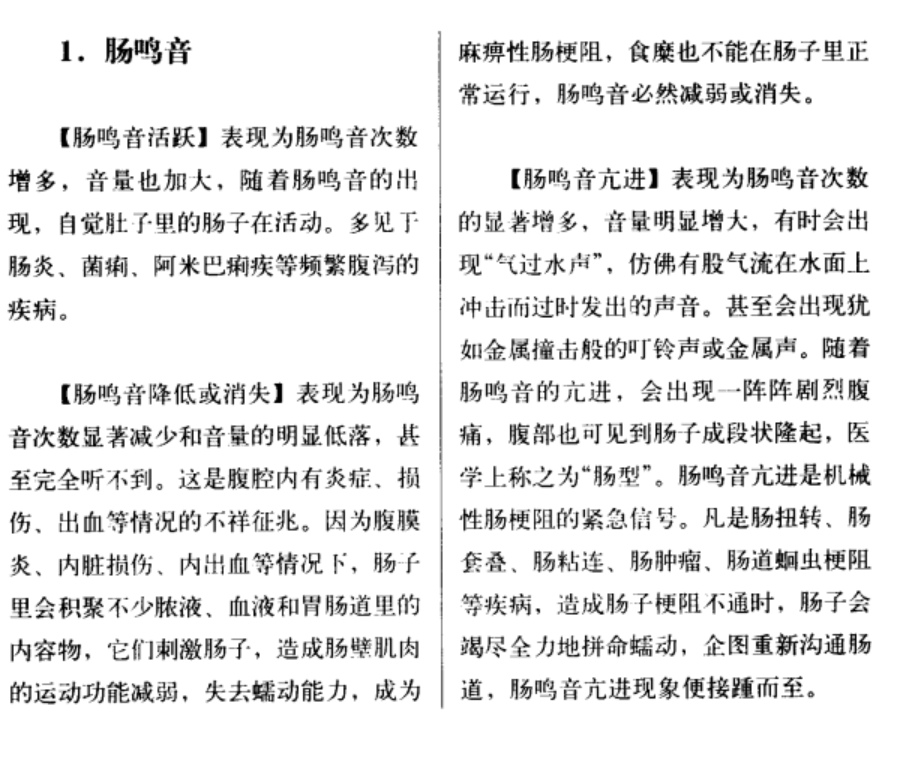 1．肠鸣音
【肠鸣音活跃】表现为肠鸣音次数
增多，音量也加大，随着肠鸣音的出
现，自觉肚子里的肠子在活动。多见于
肠炎、菌痢、阿米巴痢疾等频繁腹泻的
疾病。
【肠鸣音降低或消失】表现为肠鸣
音次数显著减少和音量的明显低落，甚
至完全听不到。这是腹腔内有炎症、损
伤、出血等情况的不祥征兆。因为腹膜
炎、内脏损伤、内出血等情况下，肠子
里会积聚不少脓液、血液和胃肠道里的
内容物，它们刺激肠子，造成肠壁肌肉
的运动功能减弱，失去蠕动能力，成为
麻痹性肠梗阻，食糜也不能在肠子里正
常运行，肠鸣音必然减弱或消失。
【肠鸣音亢进】表现为肠鸣音次数
的显著增多，音量明显增大，有时会出
现“气过水声”，仿佛有股气流在水面上
冲击而过时发出的声音。甚至会出现犹
如金属撞击般的叮铃声或金属声。随着
肠鸣音的亢进，会出现一阵阵剧烈腹
痛，腹部也可见到肠子成段状隆起，医
学上称之为“肠型”。肠鸣音亢进是机械
性肠梗阻的紧急信号。凡是肠扭转、肠
套叠、肠粘连、肠肿瘤、肠道蛔虫梗阻
等疾病，造成肠子梗阻不通时，肠子会
竭尽全力地拼命蠕动，企图重新沟通肠
道，肠鸣音亢进现象便接踵而至。